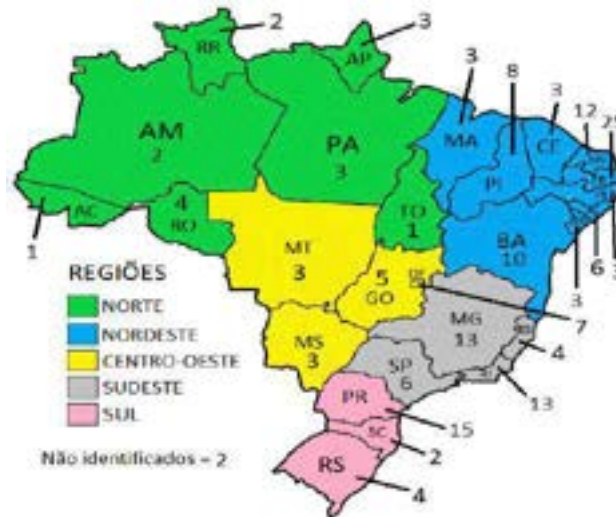 2
3
RR
AP
8
3
3
12
AM
2
PA
3
MA
CE
PI
4
RO
AC
1
TO
1
BA
10
6
3
MT
3
5
GO
DF
7
REGIÕES
NORTE
NORDESTE
CENTRO-OESTE
SUDESTE
SUL
MS
3
MG
13
4
SP
6
13
PR
15
SC
2
RS
4
Não identificados = 2